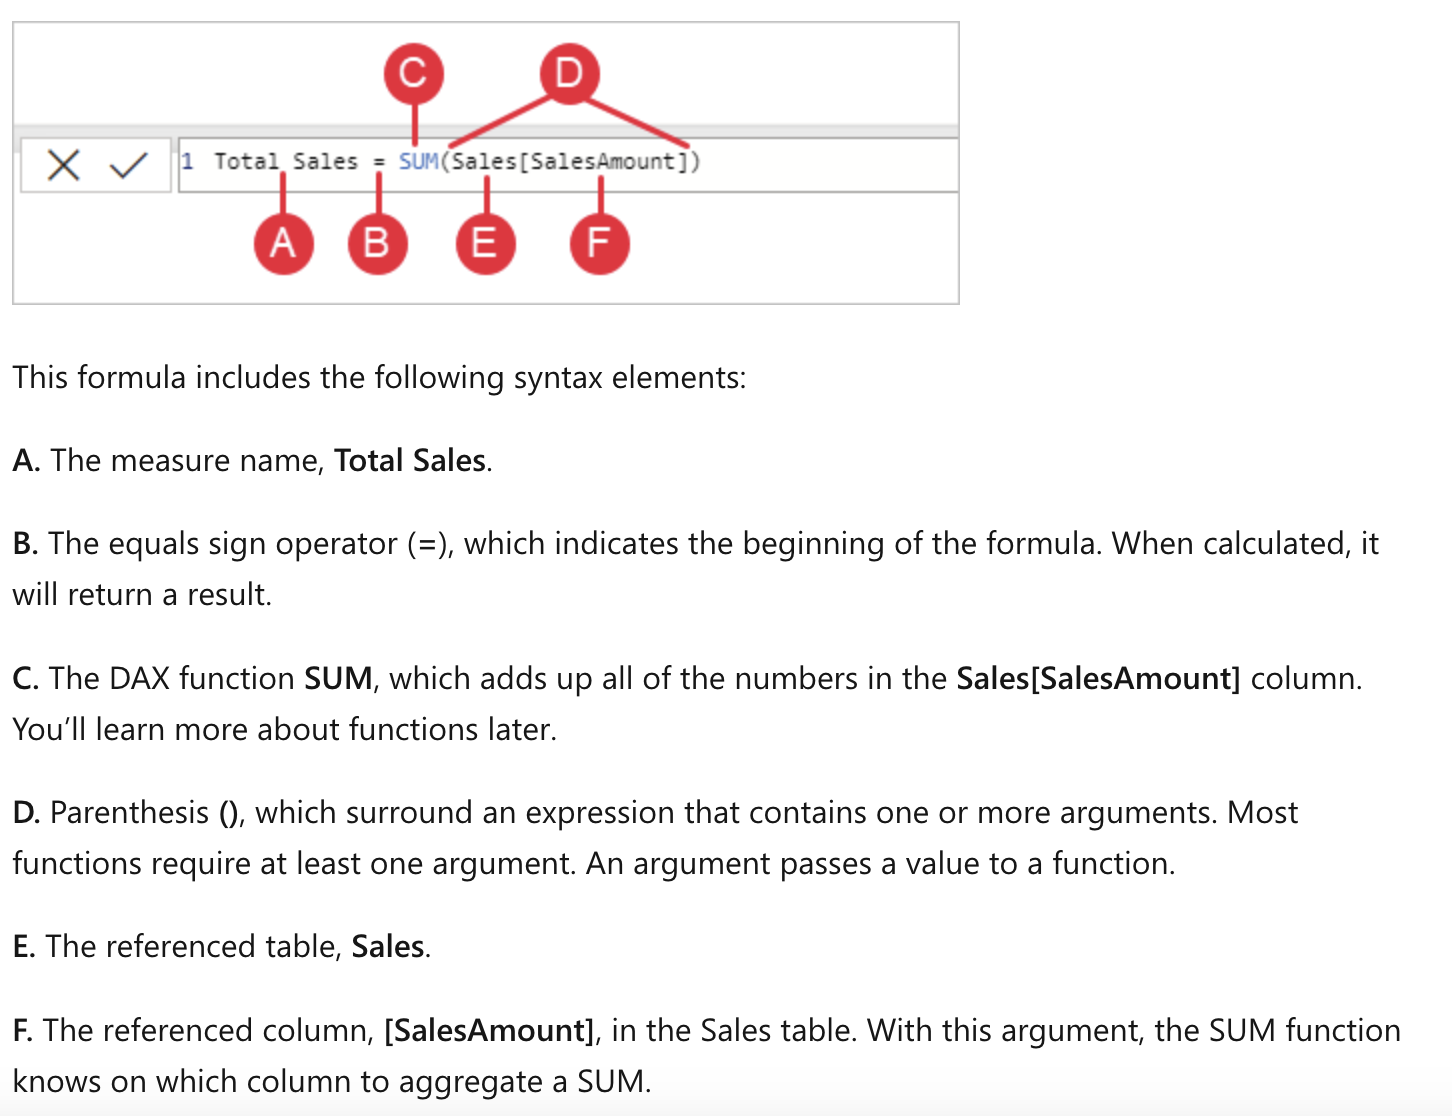 C D
1 Total Sales = SUM(Sales[SalesAmount])
A B E F
This formula includes the following syntax elements:
A. The measure name, Total Sales.
B. The equals sign operator (=), which indicates the beginning of the formula. When calculated, it
will return a result.
C. The DAX function SUM, which adds up all of the numbers in the Sales[SalesAmount] column.
You’ll learn more about functions later.
D. Parenthesis (), which surround an expression that contains one or more arguments. Most
functions require at least one argument. An argument passes a value to a function.
E. The referenced table, Sales.
F. The referenced column, [SalesAmount], in the Sales table. With this argument, the SUM function
knows on which column to aggregate a SUM.